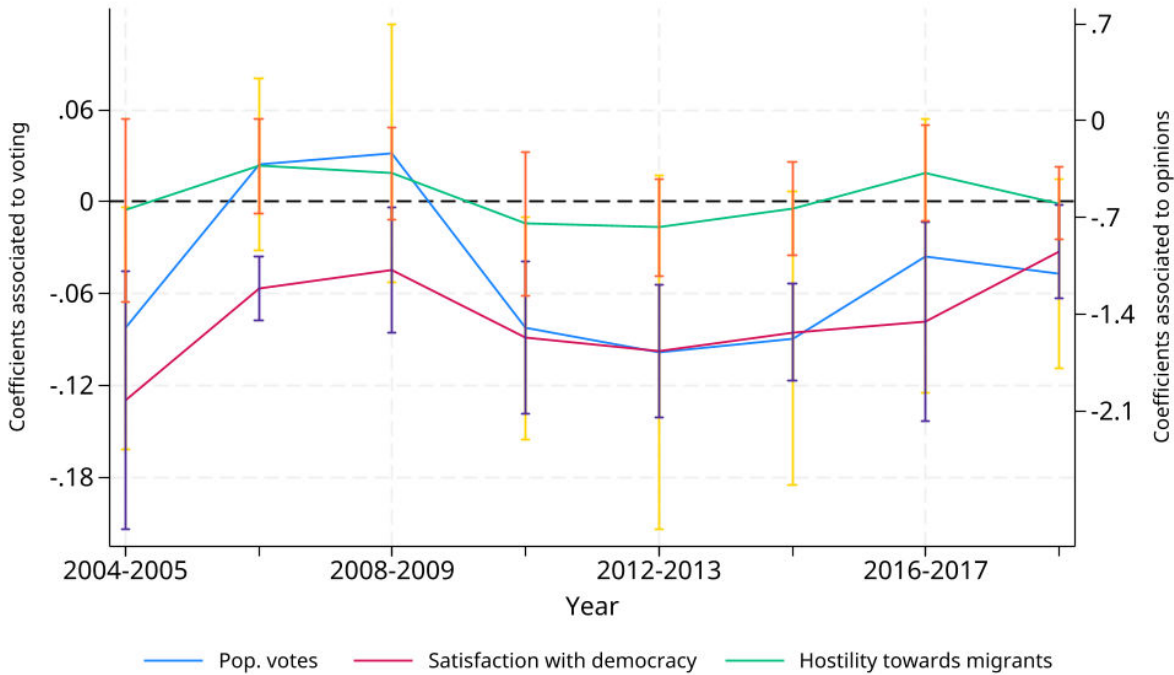 Coefficients associated to voting
.06
0
-.06
-.12
-.18
.7
0
-.7
-1.4
-2.1
Coefficients associated to opinions
2004-2005 2008-2009 2012-2013 2016-2017
Year
Pop. votes Satisfaction with democracy Hostility towards migrants